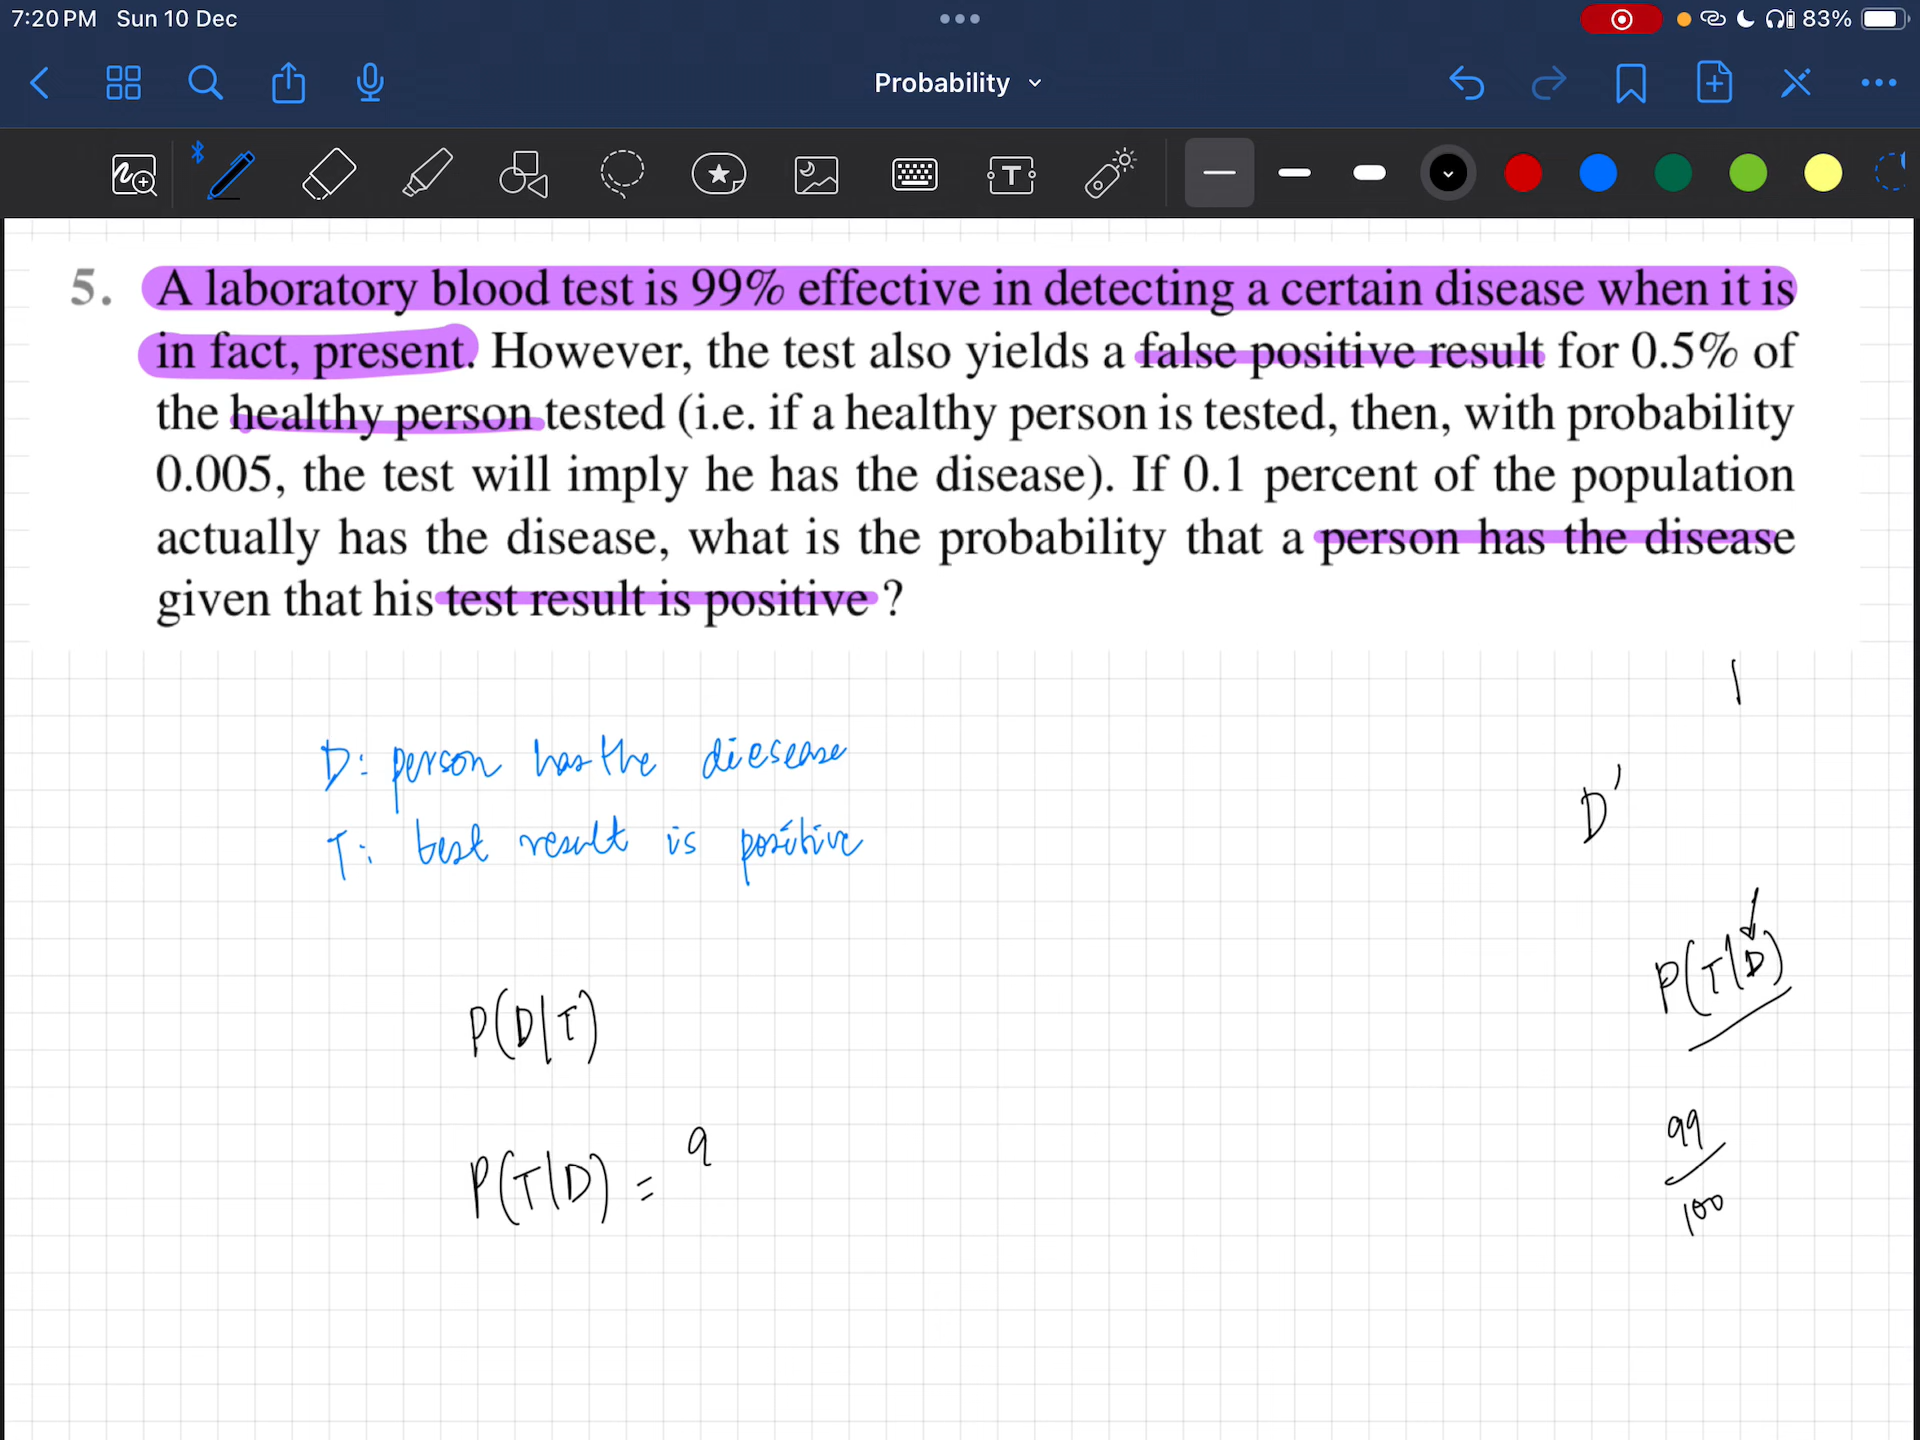 7:20 PM Sun 10 Dec
83%
Probability
5. A laboratory blood test is 99% effective in detecting a certain disease when it is
in fact, present. However, the test also yields a false positive result for 0.5% of
the healthy person tested (i.e. if a healthy person is tested, then, with probability
0.005, the test will imply he has the disease). If 0.1 percent of the population
actually has the disease, what is the probability that a person has the disease
given that his test result is positive ?
D: person has the diesease
T: test result is positive
D'
P(T|D)
P(D|T)
99
100
P(T|D) = 9